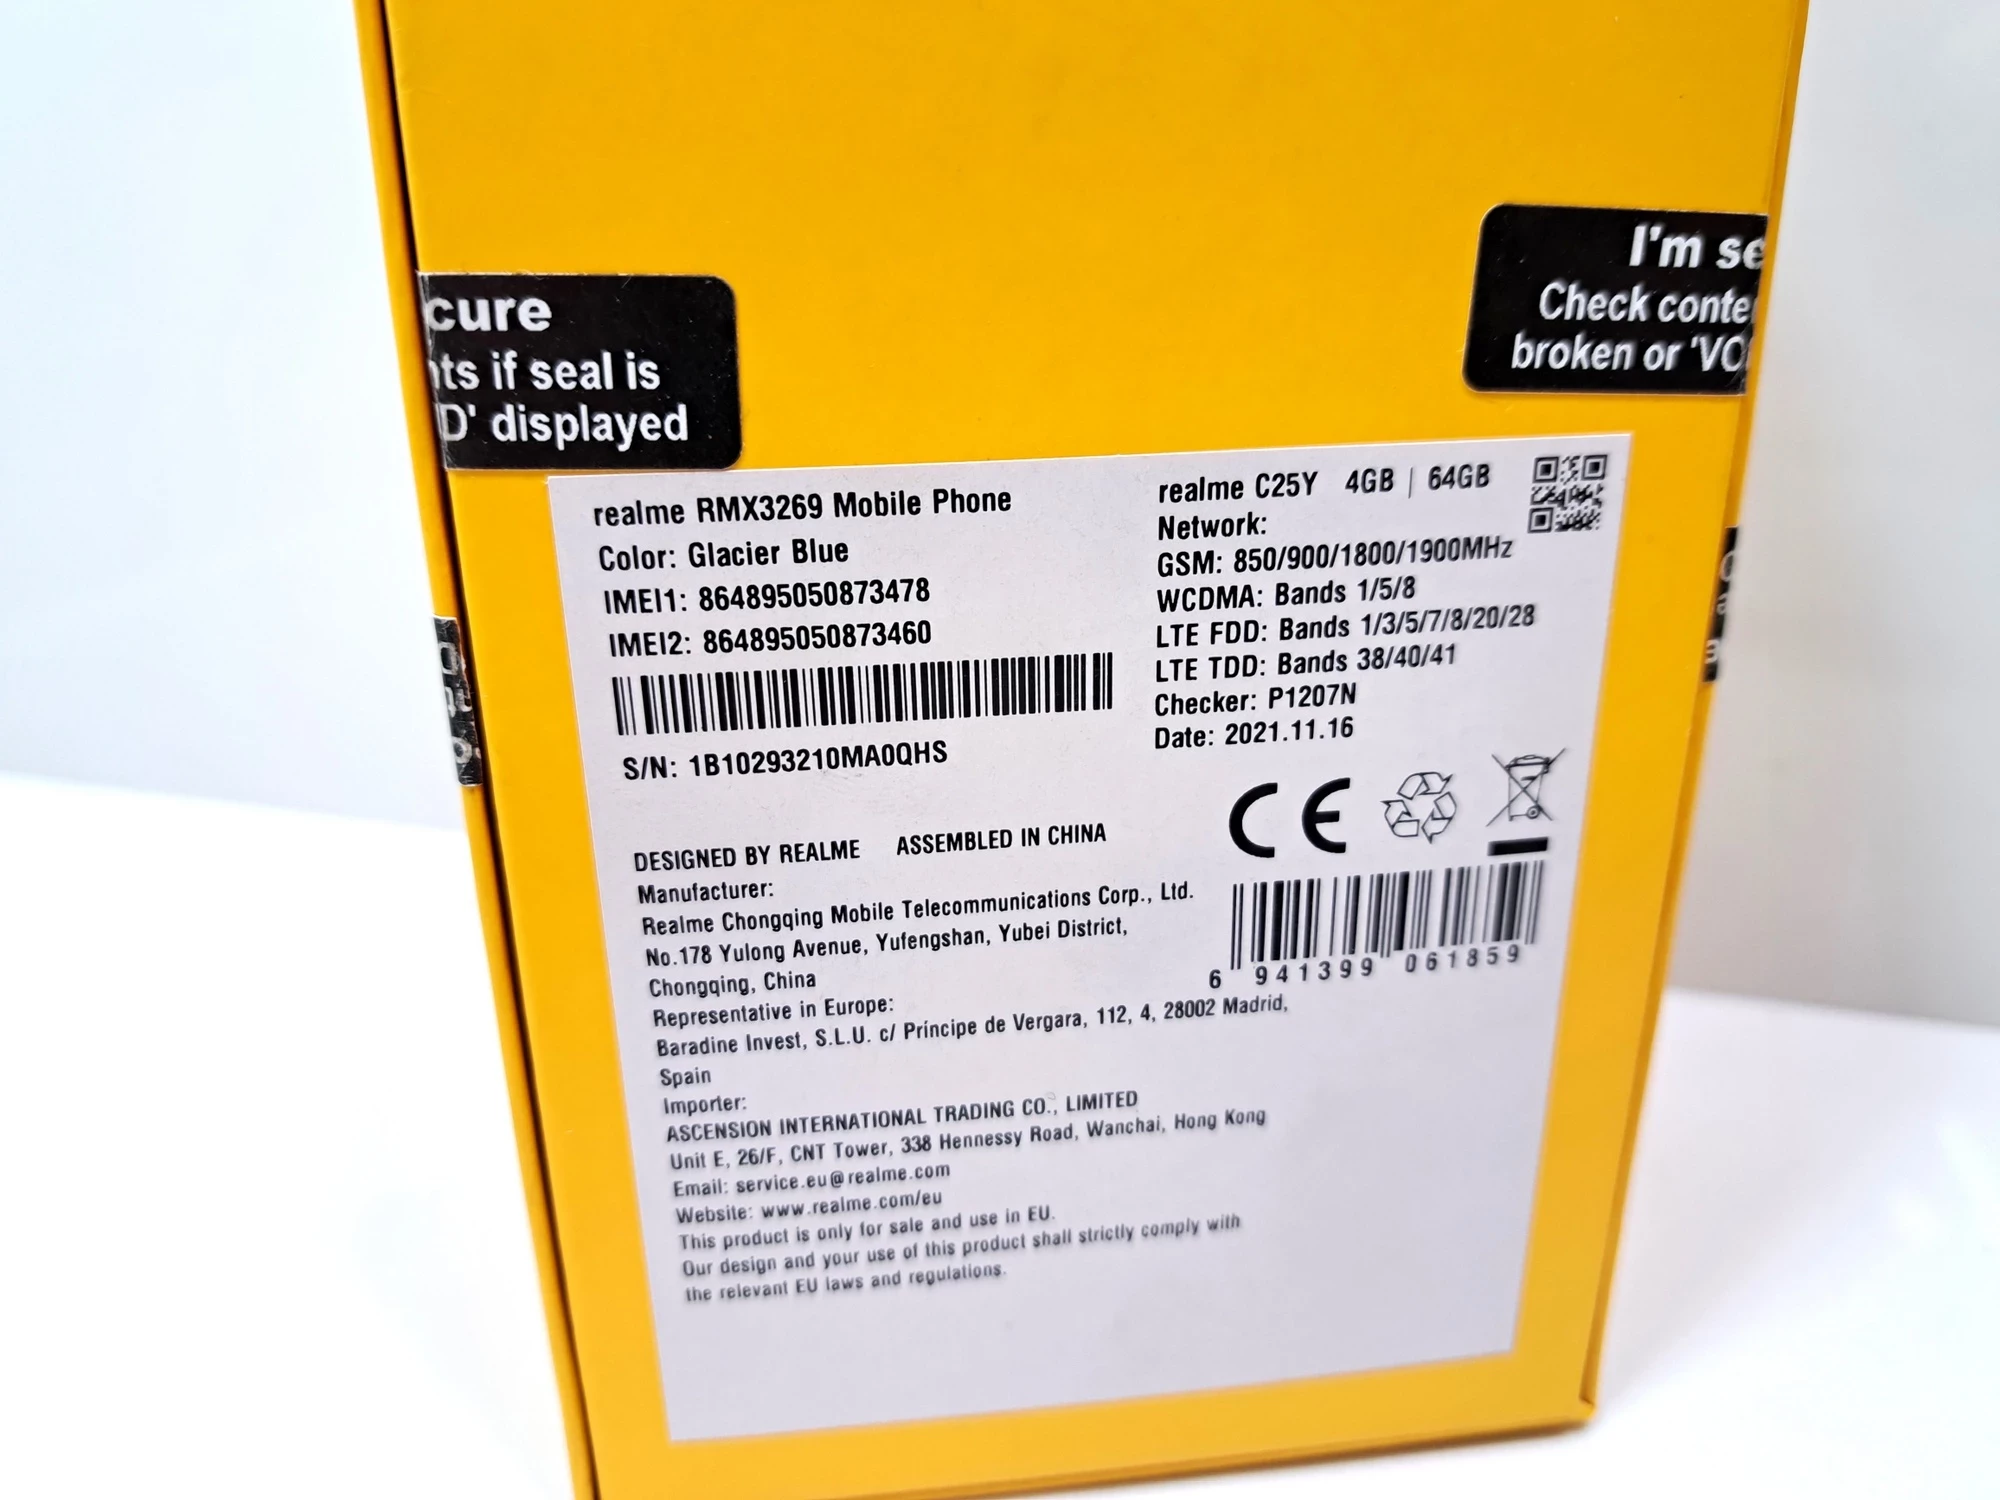 I'm se
Check conte
broken or 'VO
cure
nts if seal is
D' displayed
realme RMX3269 Mobile Phone
Color: Glacier Blue
IMEI1: 864895050873478
IMEI2: 864895050873460
S/N: 1B10293210MA0QHS
realme C25Y 4GB | 64GB
Network:
GSM: 850/900/1800/1900MHz
WCDMA: Bands 1/5/8
LTE FDD: Bands 1/3/5/7/8/20/28
LTE TDD: Bands 38/40/41
Checker: P1207N
Date: 2021.11.16
CE
6 941399 061859
DESIGNED BY REALME ASSEMBLED IN CHINA
Manufacturer:
Realme Chongqing Mobile Telecommunications Corp., Ltd.
No.178 Yulong Avenue, Yufengshan, Yubei District,
Chongqing, China
Representative in Europe:
Baradine Invest, S.L.U. c/ Príncipe de Vergara, 112, 4, 28002 Madrid,
Spain
Importer:
ASCENSION INTERNATIONAL TRADING CO., LIMITED
Unit E, 26/F, CNT Tower, 338 Hennessy Road, Wanchai, Hong Kong
Email: service.eu@realme.com
Website: www.realme.com/eu
This product is only for sale and use in EU.
Our design and your use of this product shall strictly comply with
the relevant EU laws and regulations.